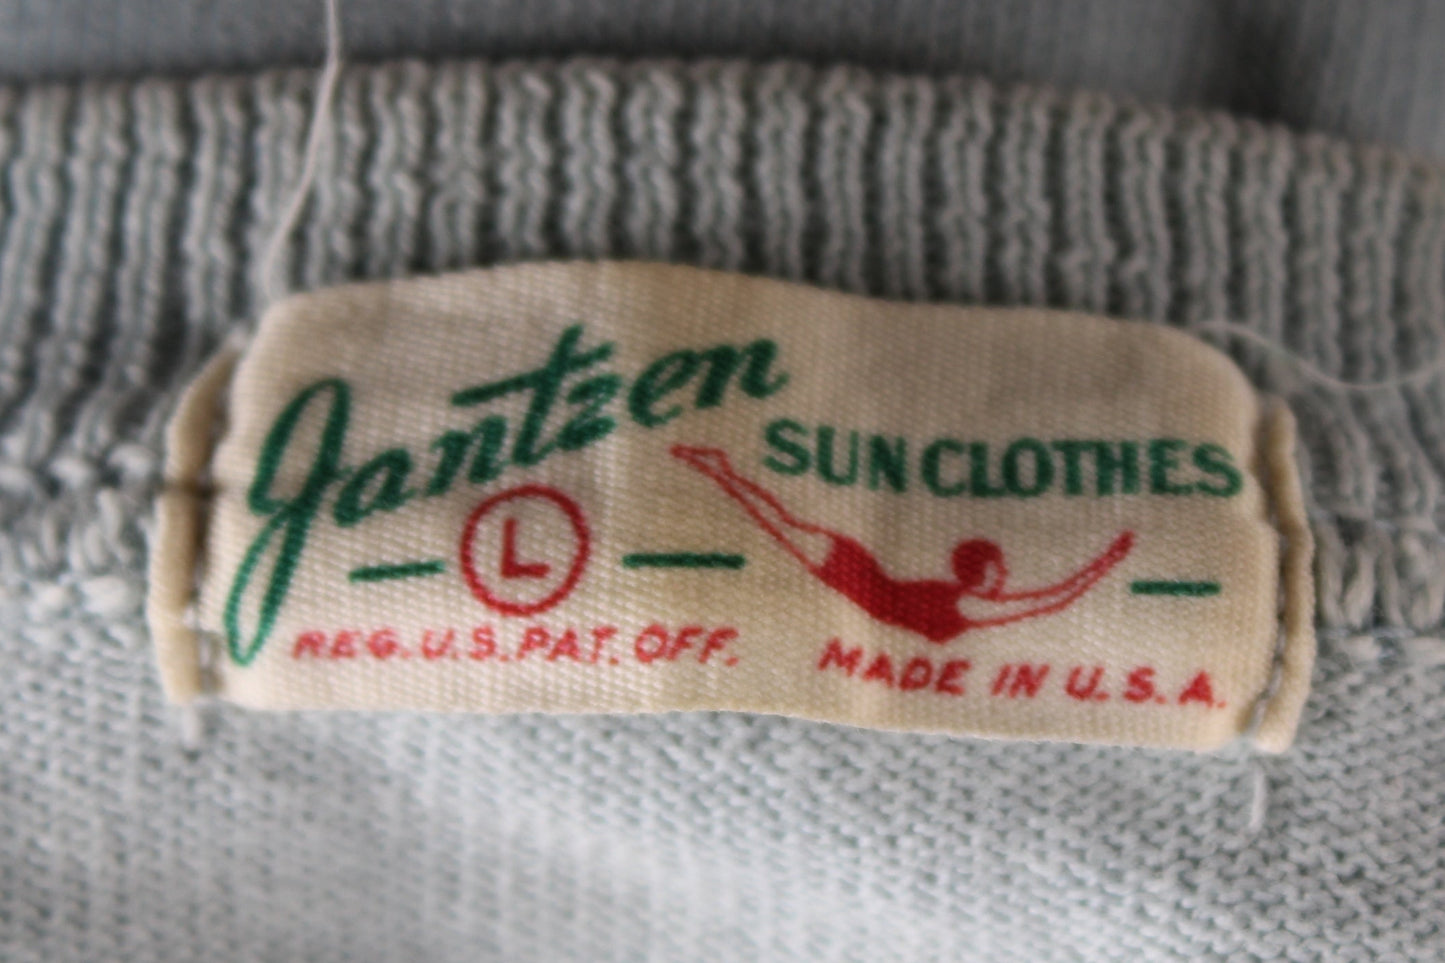 Jantzen
SUN CLOTHES
L
REG. U.S. PAT. OFF.
MADE IN U.S.A.